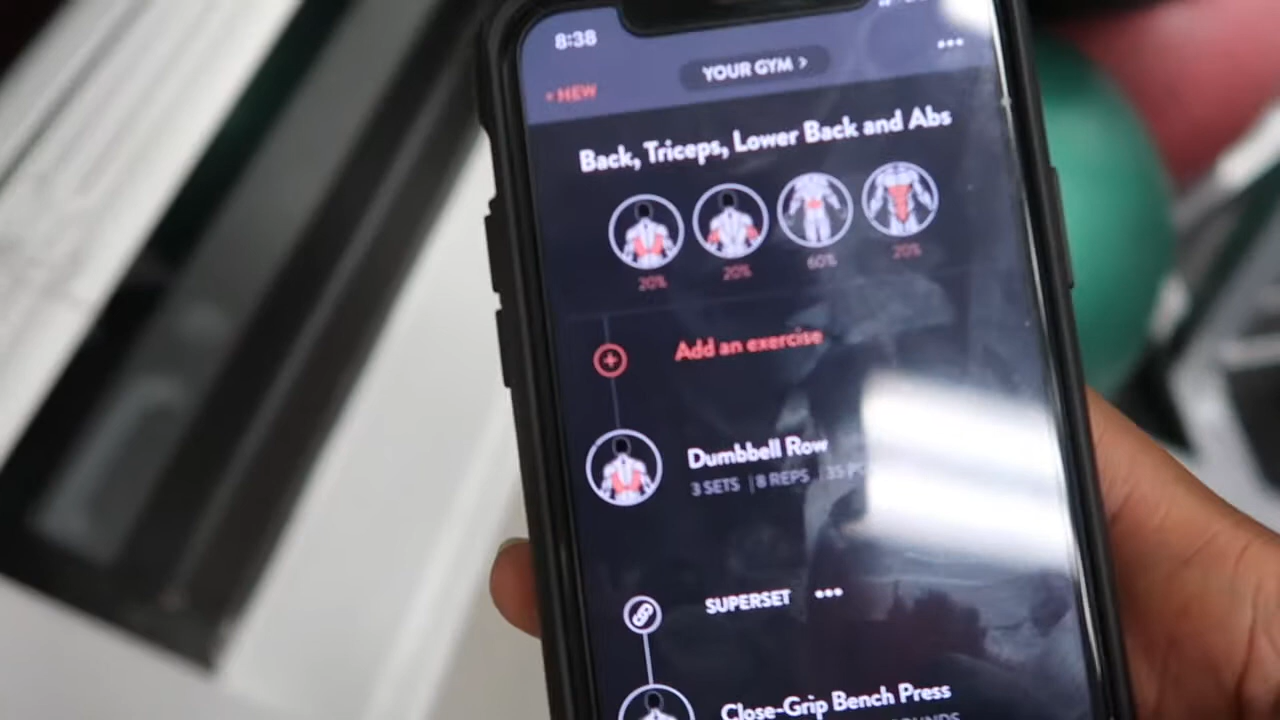 8:38
YOUR GYM >
+ NEW
Back, Triceps, Lower Back and Abs
20% 20% 60% 20%
Add an exercise
Dumbbell Row
3 SETS | 8 REPS | 35
SUPERSET
Close-Grip Bench Press